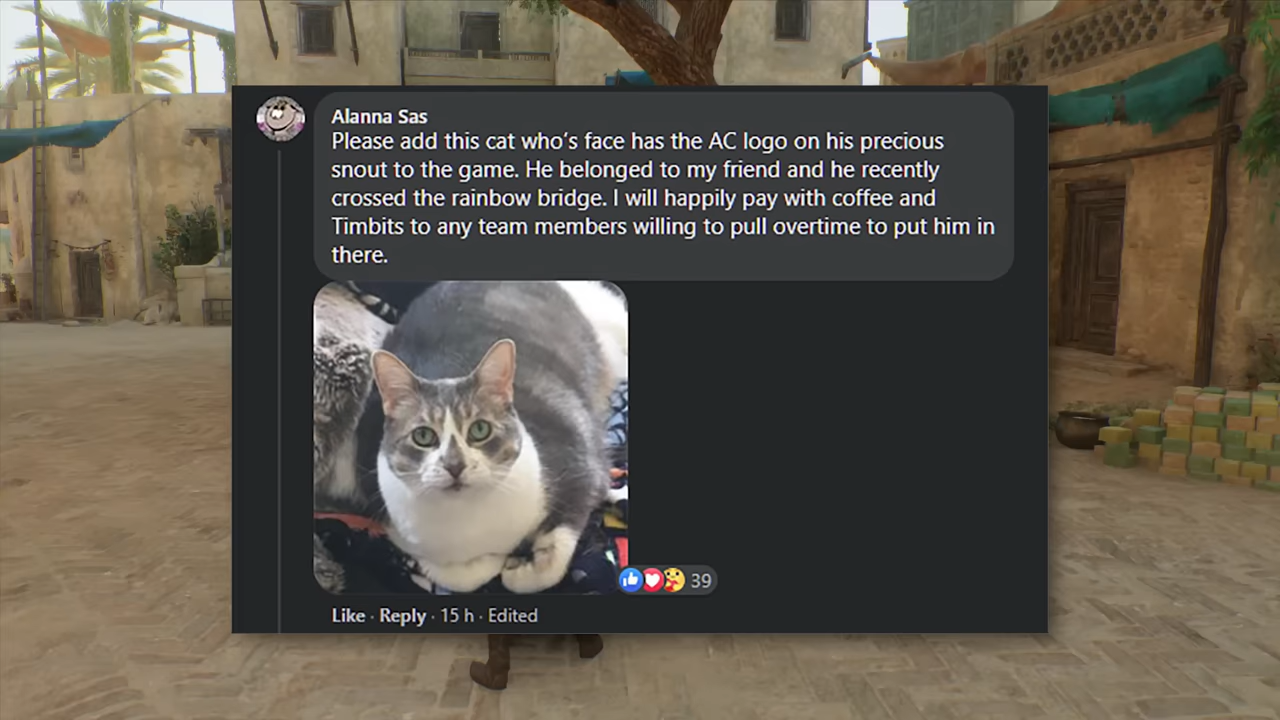 Alanna Sas
Please add this cat who's face has the AC logo on his precious
snout to the game. He belonged to my friend and he recently
crossed the rainbow bridge. I will happily pay with coffee and
Timbits to any team members willing to pull overtime to put him in
there.
39
Like · Reply · 15 h · Edited